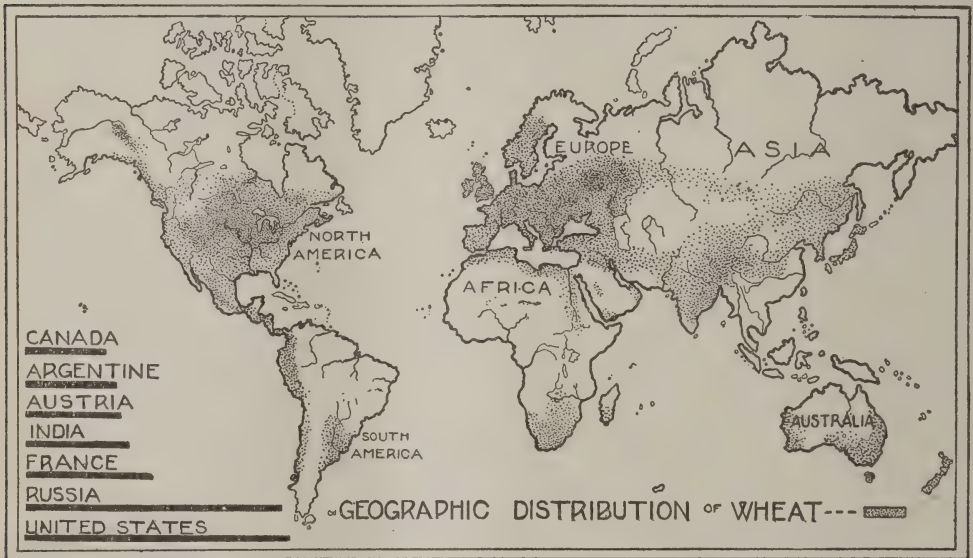 EUROPE
ASIA
NORTH
AMERICA
AFRICA
CANADA
ARGENTINE
AUSTRIA
INDIA
FRANCE
RUSSIA
UNITED STATES
SOUTH
AMERICA
AUSTRALIA
GEOGRAPHIC DISTRIBUTION OF WHEAT---